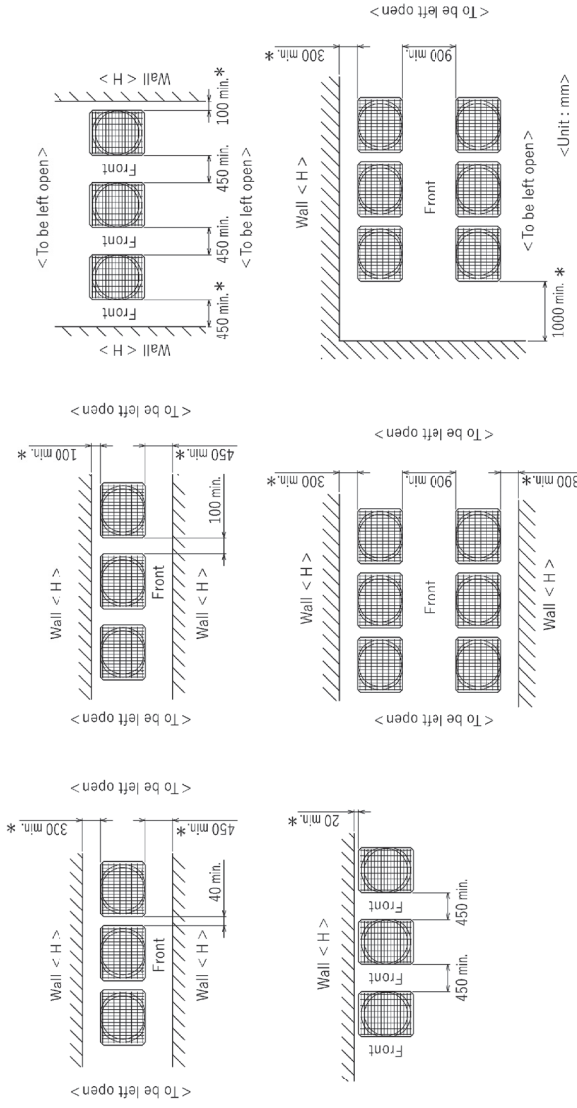 <To be left open>
Wall < H >
Front
Front
Front
100 min. *
450 min.
450 min.
450 min. *
Wall < H >
<To be left open>
<To be left open>
300 min. *
Wall < H >
900 min.
Front
<To be left open>
1000 min. *
<Unit : mm>
<To be left open>
100 min. *
Wall < H >
Front
450 min. *
100 min.
Wall < H >
<To be left open>
<To be left open>
300 min. *
Wall < H >
900 min.
Front
300 min. *
Wall < H >
<To be left open>
<To be left open>
300 min. *
Wall < H >
Front
450 min. *
40 min.
Wall < H >
<To be left open>
20 min. *
Wall < H >
Front
Front
Front
450 min.
450 min.